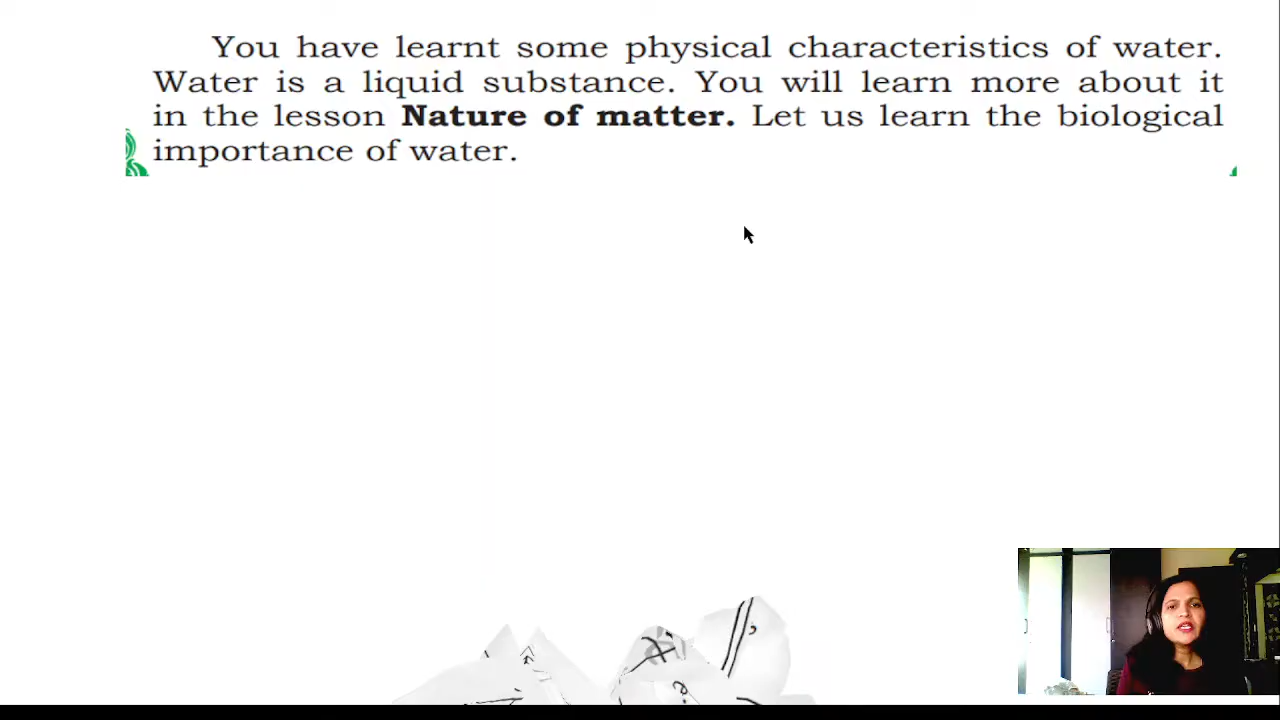 You have learnt some physical characteristics of water.
Water is a liquid substance. You will learn more about it
in the lesson Nature of matter. Let us learn the biological
importance of water.